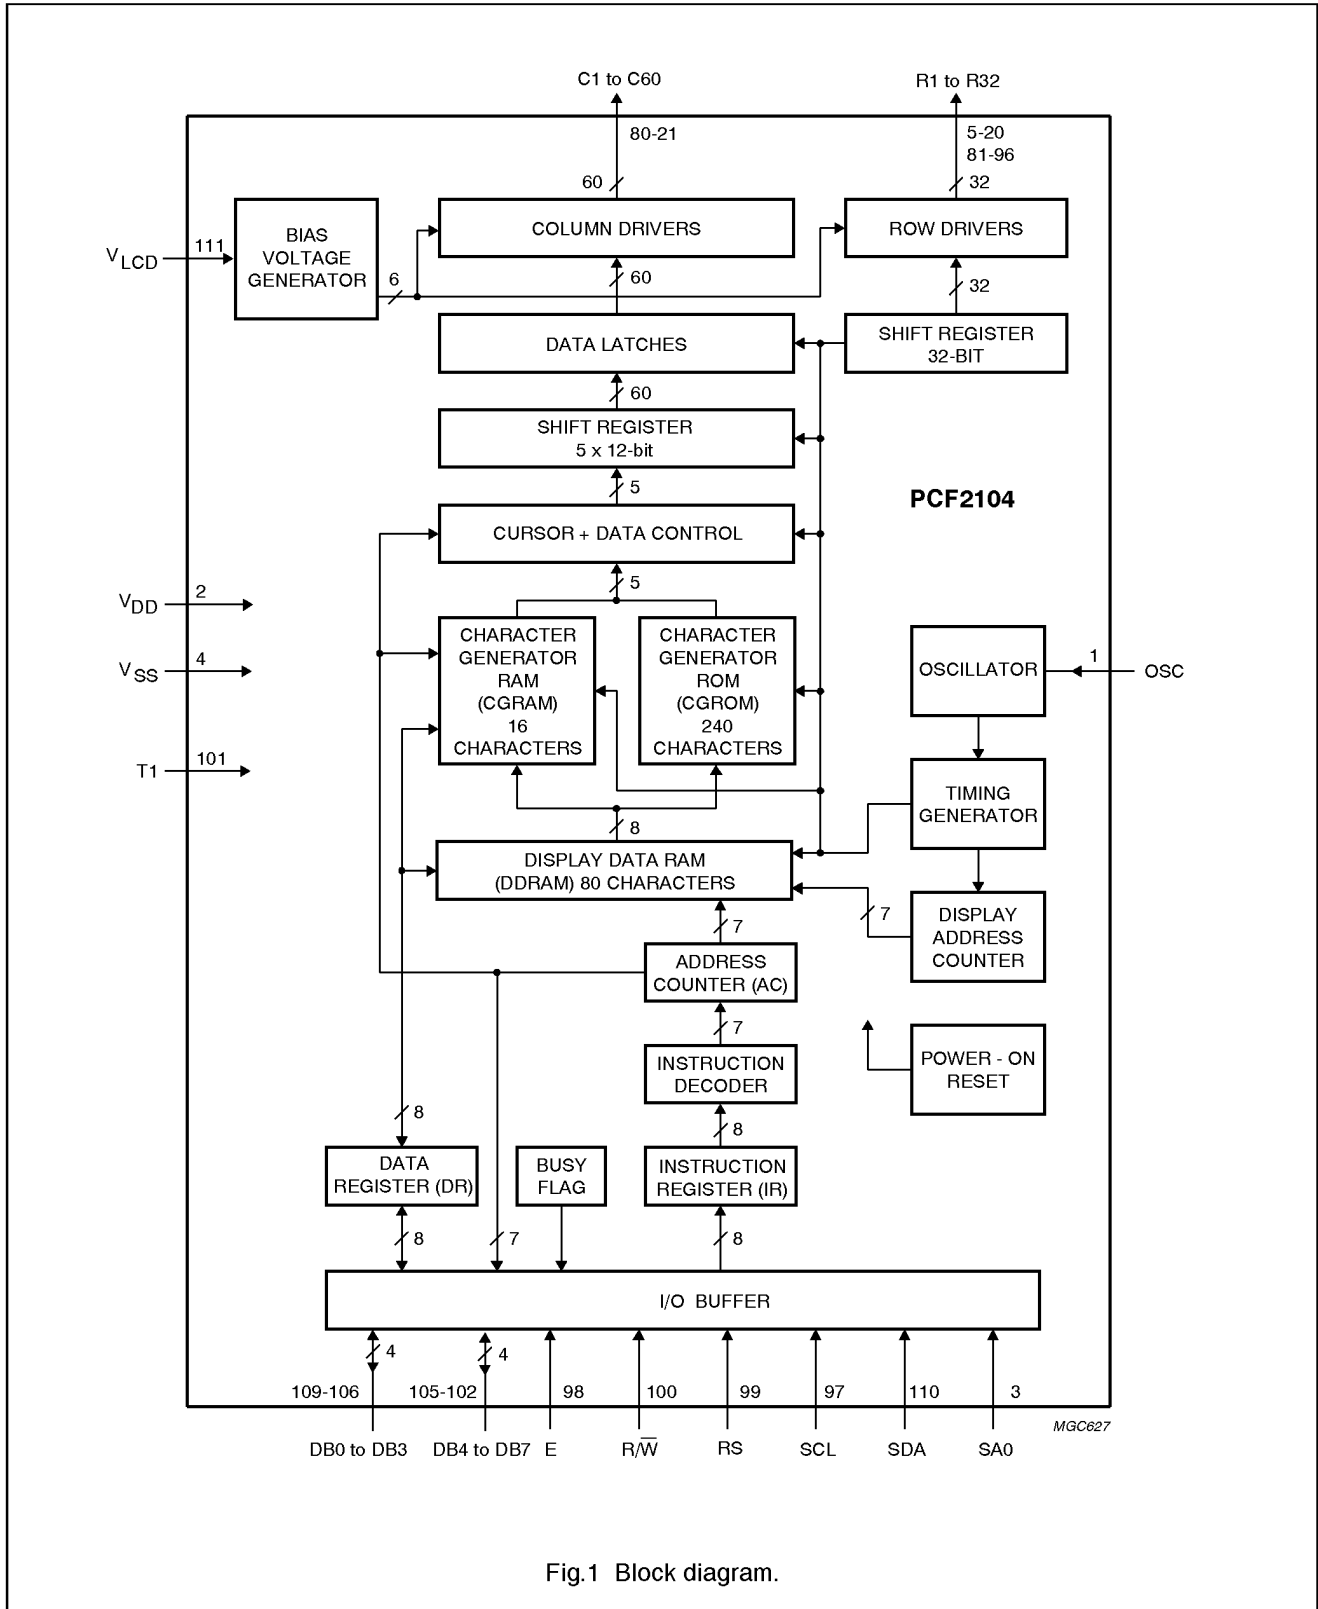 C1 to C60
R1 to R32
80-21
5-20
81-96
60
32
BIAS
VOLTAGE
GENERATOR
COLUMN DRIVERS
ROW DRIVERS
VLCD
111
6
60
32
DATA LATCHES
SHIFT REGISTER
32-BIT
60
SHIFT REGISTER
5 x 12-bit
PCF2104
5
CURSOR + DATA CONTROL
5
VDD
2
VSS
4
T1
101
CHARACTER
GENERATOR
RAM
(CGRAM)
16
CHARACTERS
CHARACTER
GENERATOR
ROM
(CGROM)
240
CHARACTERS
OSCILLATOR
1
OSC
TIMING
GENERATOR
8
DISPLAY DATA RAM
(DDRAM) 80 CHARACTERS
7
DISPLAY
ADDRESS
COUNTER
7
ADDRESS
COUNTER (AC)
7
INSTRUCTION
DECODER
POWER - ON
RESET
8
8
DATA
REGISTER (DR)
BUSY
FLAG
INSTRUCTION
REGISTER (IR)
8
7
8
I/O BUFFER
4
4
109-106
105-102
98
100
99
97
110
3
MGC627
DB0 to DB3
DB4 to DB7
E
R/W̅
RS
SCL
SDA
SA0
Fig.1 Block diagram.